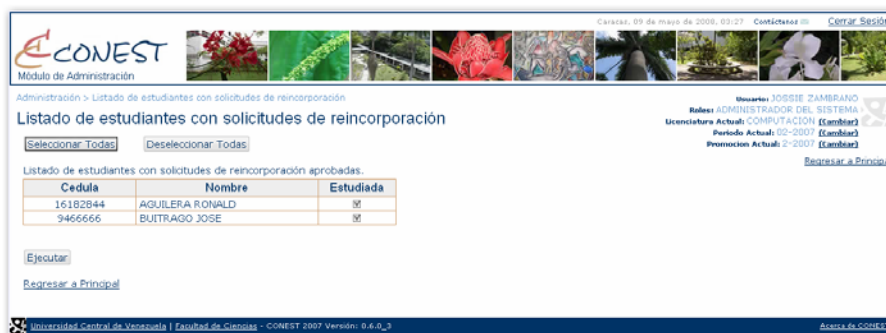 Caracas, 09 de mayo de 2008, 03:27 Contáctanos Cerrar Sesión
CONEST
Módulo de Administración
Administración > Listado de estudiantes con solicitudes de reincorporación
Usuario: JOSSIE ZAMBRANO
Roles: ADMINISTRADOR DEL SISTEMA
Listado de estudiantes con solicitudes de reincorporación
Licenciatura Actual: COMPUTACIÓN (Cambiar)
Periodo Actual: 02-2007 (Cambiar)
Promocion Actual: 2-2007 (Cambiar)
Seleccionar Todas Deseleccionar Todas
Regresar a Principal
Listado de estudiantes con solicitudes de reincorporación aprobadas.
Cedula Nombre Estudiada
16182844 AGUILERA RONALD
9466666 BUITRAGO JOSE
Ejecutar
Regresar a Principal
Universidad Central de Venezuela | Facultad de Ciencias - CONEST 2007 Versión: 0.6.0_3 Acerca de CONEST